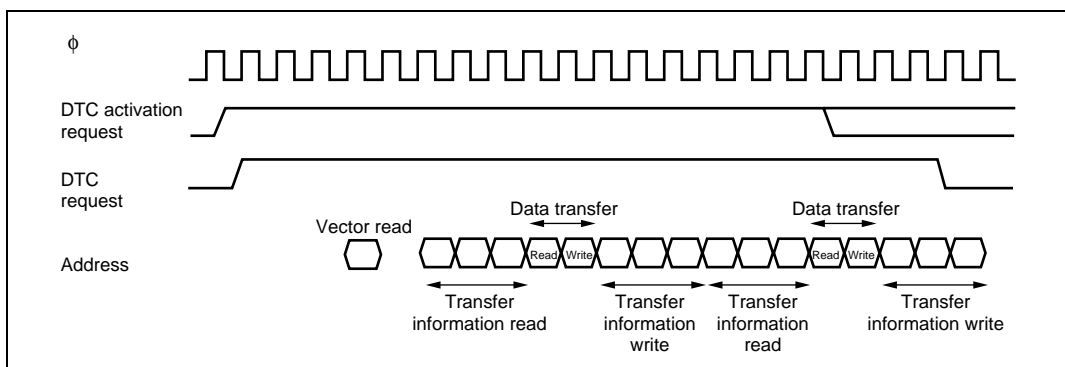 ϕ
DTC activation
request
DTC
request
Data transfer
Data transfer
Vector read
Address
Read Write
Read Write
Transfer
information read
Transfer
information
write
Transfer
information
read
Transfer
information write